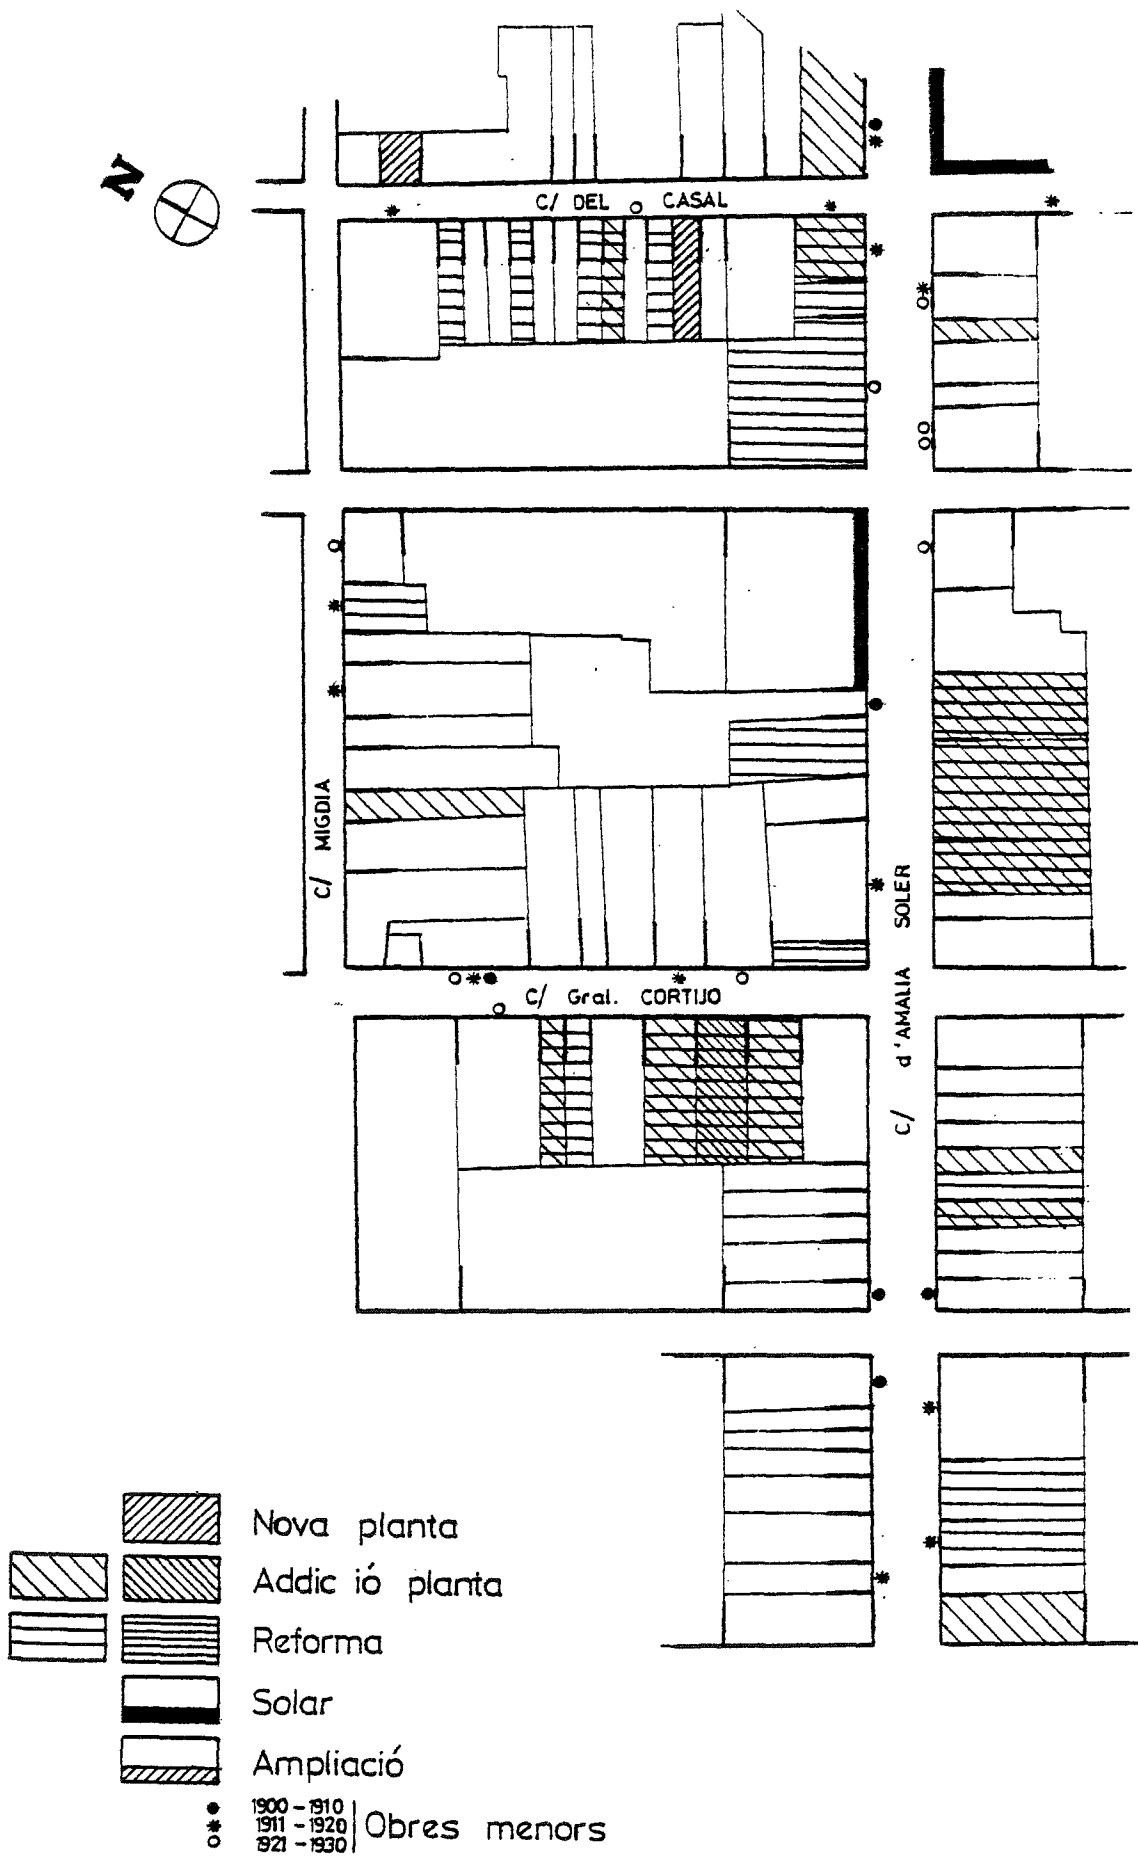 N
C/ DEL CASAL
C/ MIGDIA
C/ d'AMALIA SOLER
C/ Gral. CORTIJO
Nova planta
Addic ió planta
Reforma
Solar
Ampliació
1900 - 1910
1911 - 1920
1921 - 1930
Obres menors